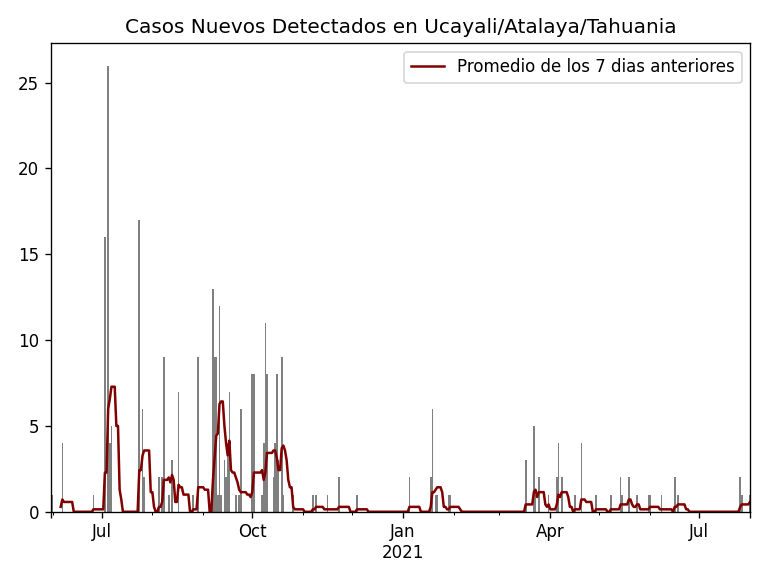 Casos Nuevos Detectados en Ucayali/Atalaya/Tahuania
Promedio de los 7 dias anteriores
25
20
15
10
5
0
Jul
Oct
Jan
Apr
Jul
2021